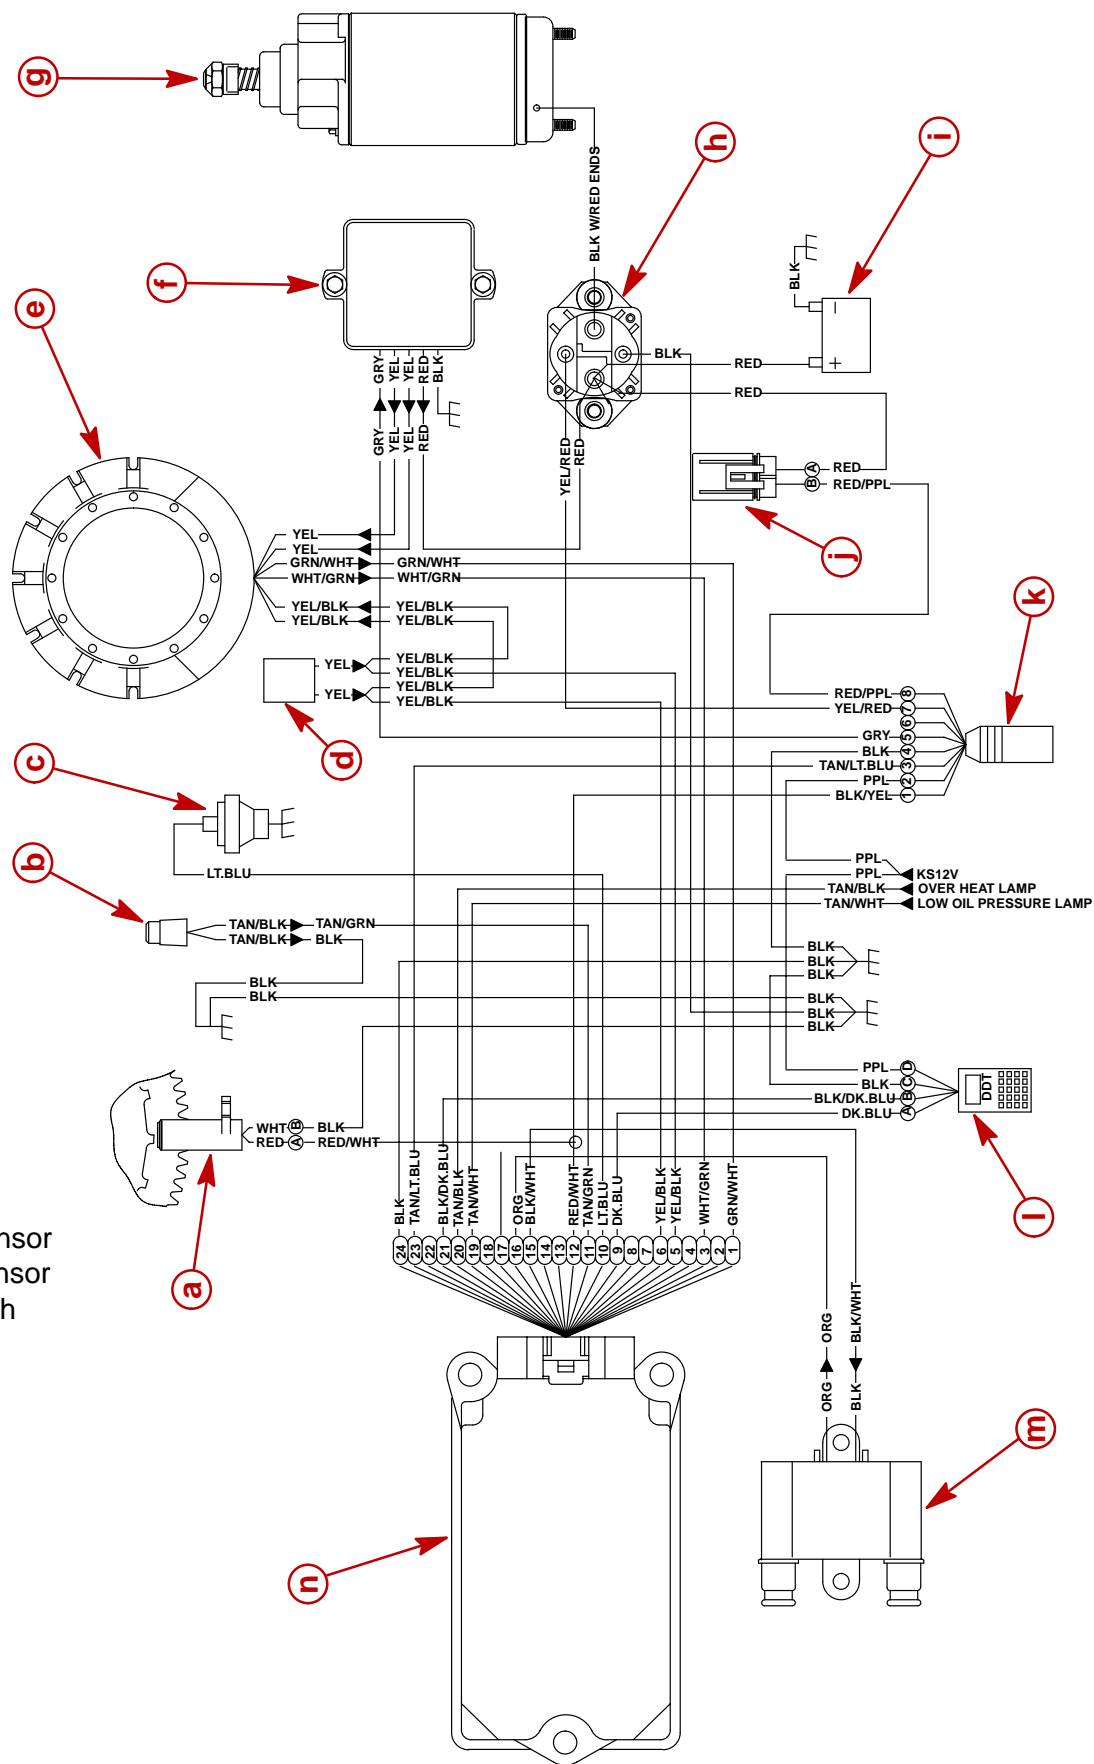 g
h
i
BLK W/RED ENDS
BLK
f
e
GRY
YEL
YEL
RED
BLK
GRY
YEL
YEL
RED
BLK
RED
RED
+
−
YEL/RED
RED
A RED
B RED/PPL
j
YEL
YEL
GRN/WHT GRN/WHT
WHT/GRN WHT/GRN
YEL/BLK YEL/BLK
YEL/BLK YEL/BLK
YEL YEL/BLK
YEL/BLK
YEL/BLK
YEL YEL/BLK
d
k
RED/PPL 8
YEL/RED 7
6
GRY 5
BLK 4
TAN/LT.BLU 3
PPL 2
BLK/YEL 1
c
b
LT.BLU
PPL
PPL KS12V
TAN/BLK OVER HEAT LAMP
TAN/WHT LOW OIL PRESSURE LAMP
TAN/BLK TAN/GRN
TAN/BLK BLK
BLK
BLK
BLK
BLK
BLK
BLK
BLK
BLK
PPL D
BLK C
BLK/DK.BLU B
DK.BLU A
DDT
l
WHT B BLK
RED A RED/WHT
a
BLK
TAN/LT.BLU
BLK/DK.BLU
TAN/BLK
TAN/WHT
ORG
BLK/WHT
RED/WHT
TAN/GRN
LT.BLU
DK.BLU
YEL/BLK
YEL/BLK
WHT/GRN
GRN/WHT
24
23
22
21
20
19
18
17
16
15
14
13
12
11
10
9
8
7
6
5
4
3
2
1
nsor
nsor
h
ORG
BLK/WHT
ORG
BLK
m
n